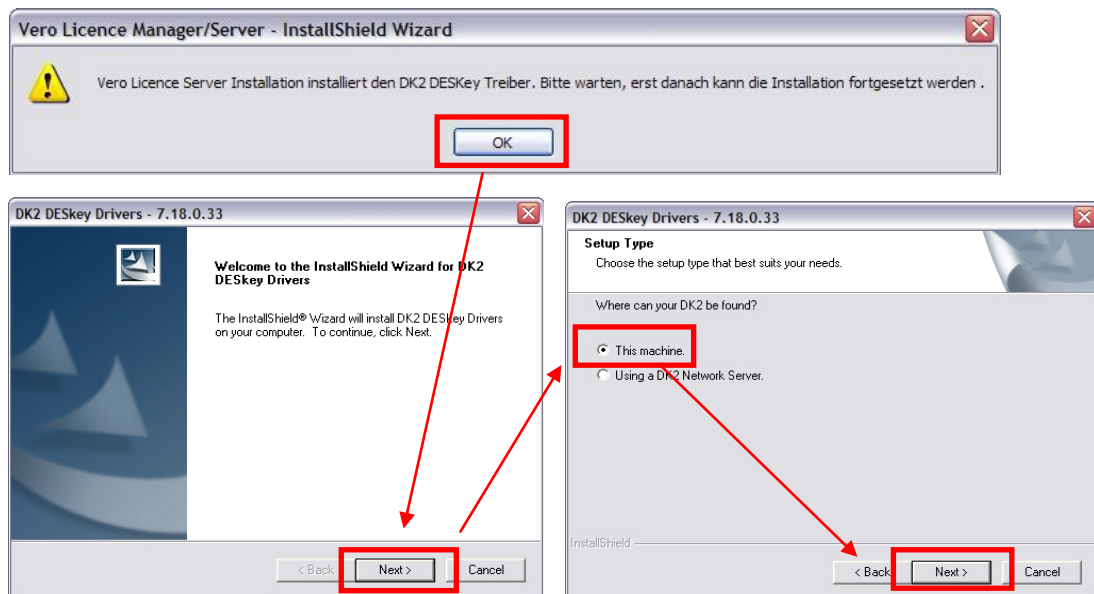 Vero Licence Manager/Server - InstallShield Wizard
Vero Licence Server Installation installiert den DK2 DESKey Treiber. Bitte warten, erst danach kann die Installation fortgesetzt werden .
OK
DK2 DESkey Drivers - 7.18.0.33
Welcome to the InstallShield Wizard for DK2
DESkey Drivers
The InstallShield® Wizard will install DK2 DESkey Drivers
on your computer. To continue, click Next.
< Back
Next >
Cancel
DK2 DESkey Drivers - 7.18.0.33
Setup Type
Choose the setup type that best suits your needs.
Where can your DK2 be found?
This machine.
Using a DK2 Network Server.
InstallShield
< Back
Next >
Cancel